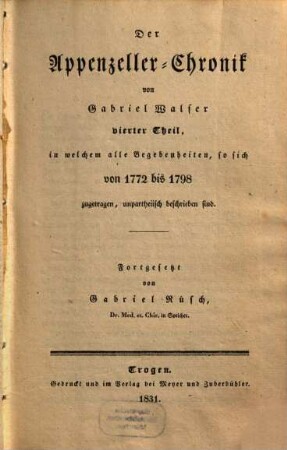 Der
Appenzeller-Chronik
von
Gabriel Walser
vierter Theil,
in welchem alle Begebenheiten, so sich
von 1772 bis 1798
zugetragen, unpartheiisch beschrieben sind.
Fortgesetzt
von
Gabriel Rüsch,
Dr. Med. et. Chir. in Speicher.
Trogen.
Gedruckt und im Verlag bei Meyer und Zuberbühler.
1831.